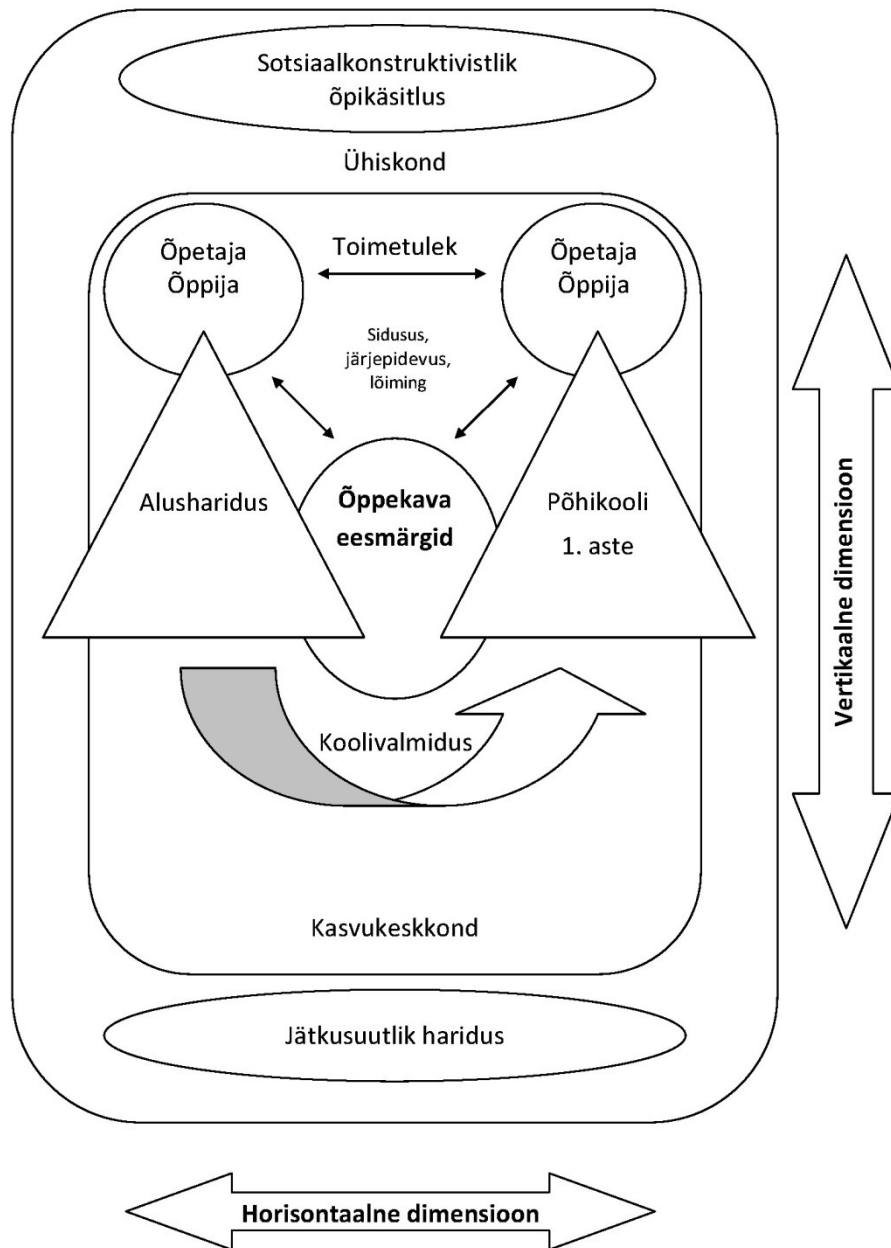 Sotsiaalkonstruktivistlik
õpikäsitlus
Ühiskond
Õpetaja
Õppija
Toimetulek
Õpetaja
Õppija
Sidusus,
järjepidevus,
lõiming
Alusharidus
Õppekava
eesmärgid
Põhikooli
1. aste
Koolivalmidus
Kasvukeskkond
Jätkusuutlik haridus
Vertikaalne dimensioon
Horisontaalne dimensioon